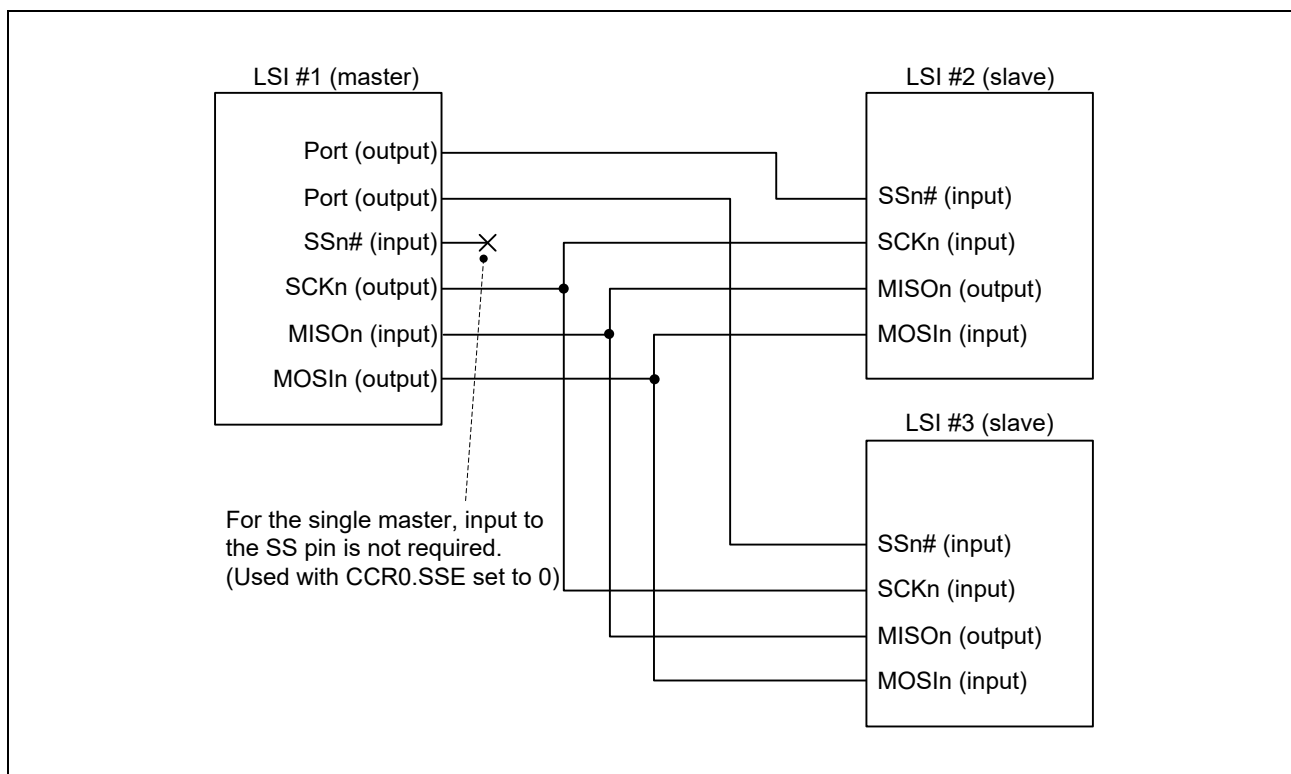 LSI #1 (master)
Port (output)
Port (output)
SSn# (input)
SCKn (output)
MISOn (input)
MOSIn (output)
For the single master, input to
the SS pin is not required.
(Used with CCR0.SSE set to 0)
LSI #2 (slave)
SSn# (input)
SCKn (input)
MISOn (output)
MOSIn (input)
LSI #3 (slave)
SSn# (input)
SCKn (input)
MISOn (output)
MOSIn (input)